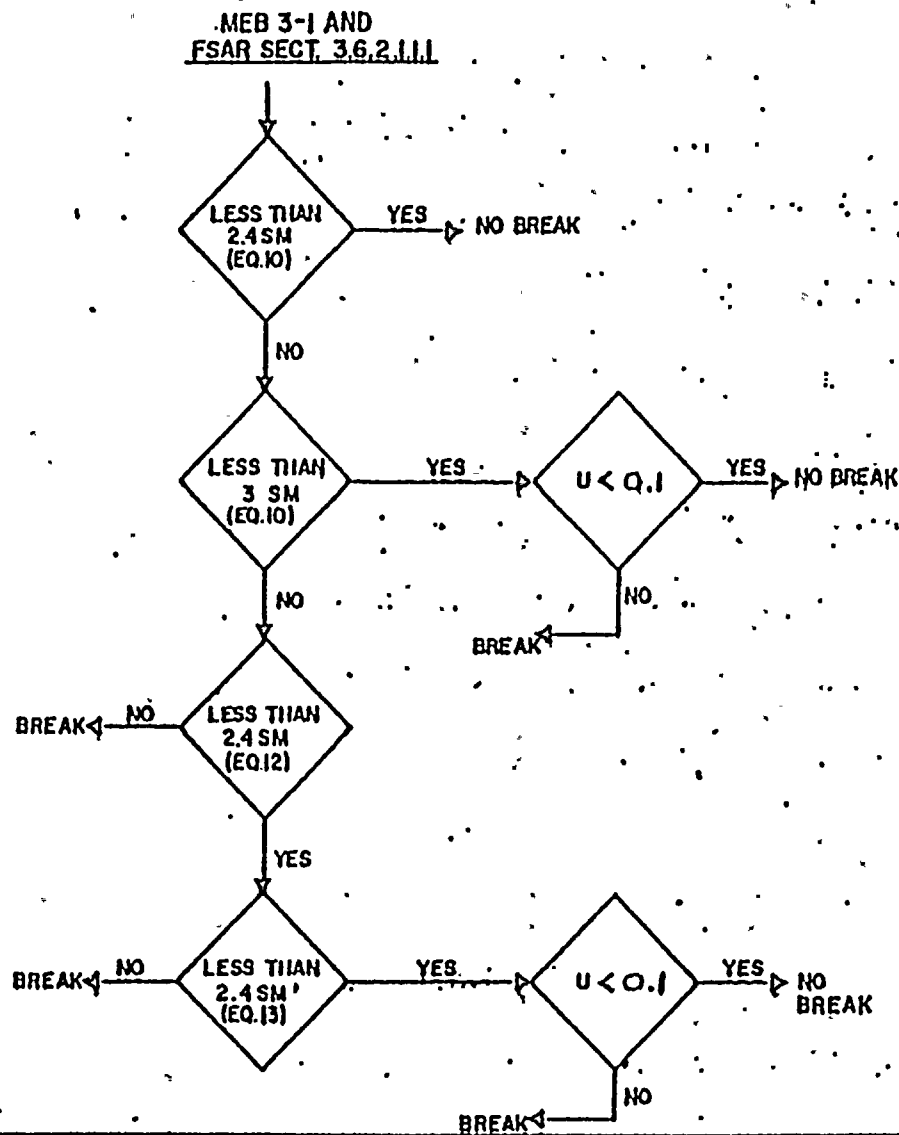 MEB 3-1 AND
FSAR SECT. 3.6.2.1.1.1
LESS THAN
2.4 SM
(EQ.10)
YES
NO BREAK
NO
LESS THAN
3 SM
(EQ.10)
YES
U < 0.1
YES
NO BREAK
NO
NO
BREAK
BREAK
NO
LESS THAN
2.4 SM
(EQ.12)
YES
BREAK
NO
LESS THAN
2.4 SM
(EQ.13)
YES
U < 0.1
YES
NO
BREAK
NO
BREAK